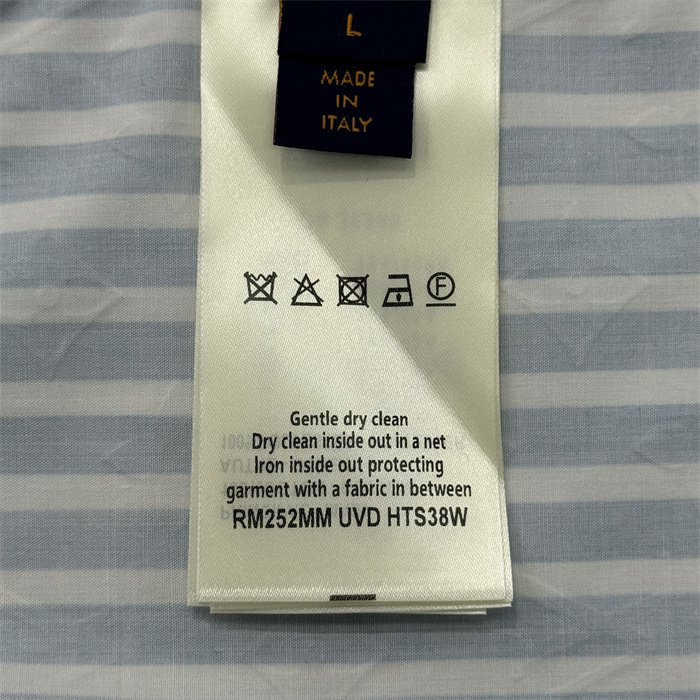 L
MADE
IN
ITALY
F
Gentle dry clean
Dry clean inside out in a net
Iron inside out protecting
garment with a fabric in between
RM252MM UVD HTS38W